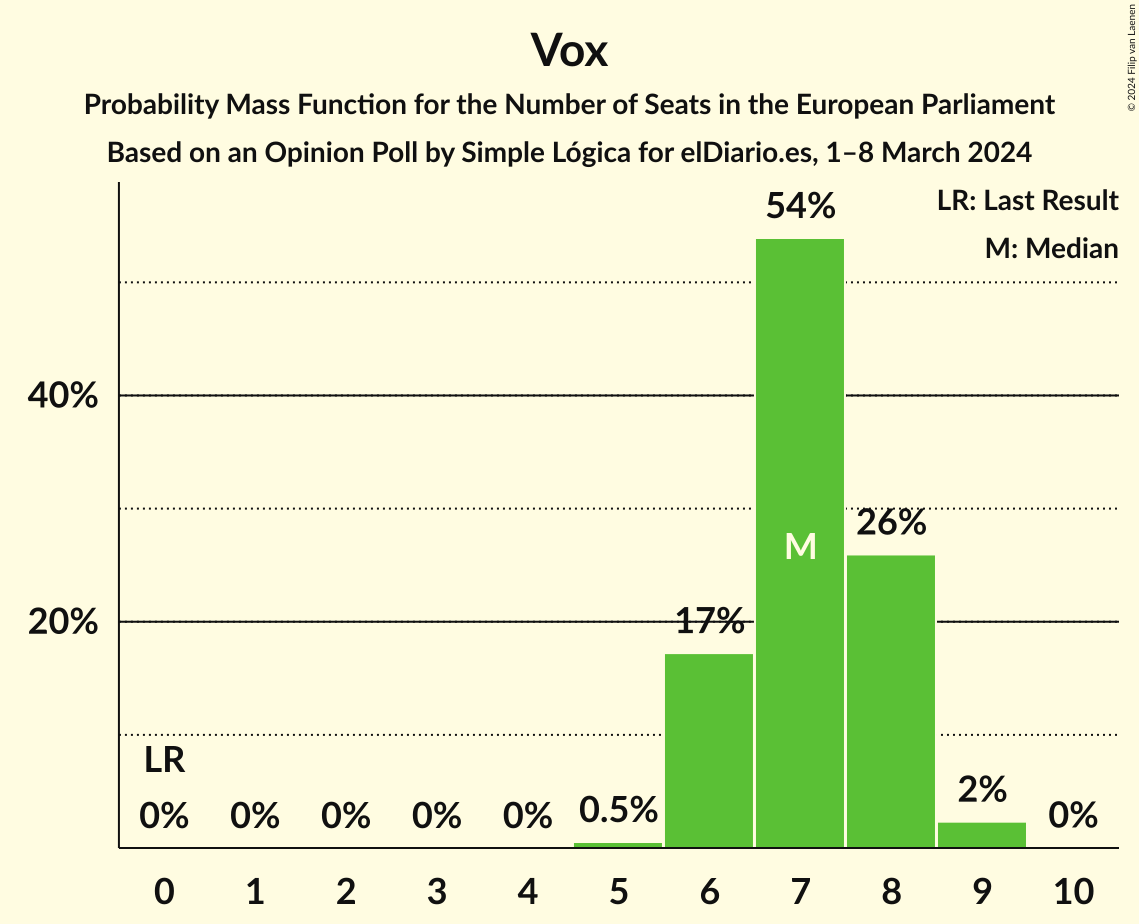 Vox
Probability Mass Function for the Number of Seats in the European Parliament
Based on an Opinion Poll by Simple Lógica for elDiario.es, 1–8 March 2024
© 2024 Filip van Laenen
LR: Last Result
M: Median
40%
20%
LR
M
0%
0%
0%
0%
0%
0.5%
17%
54%
26%
2%
0%
0 1 2 3 4 5 6 7 8 9 10